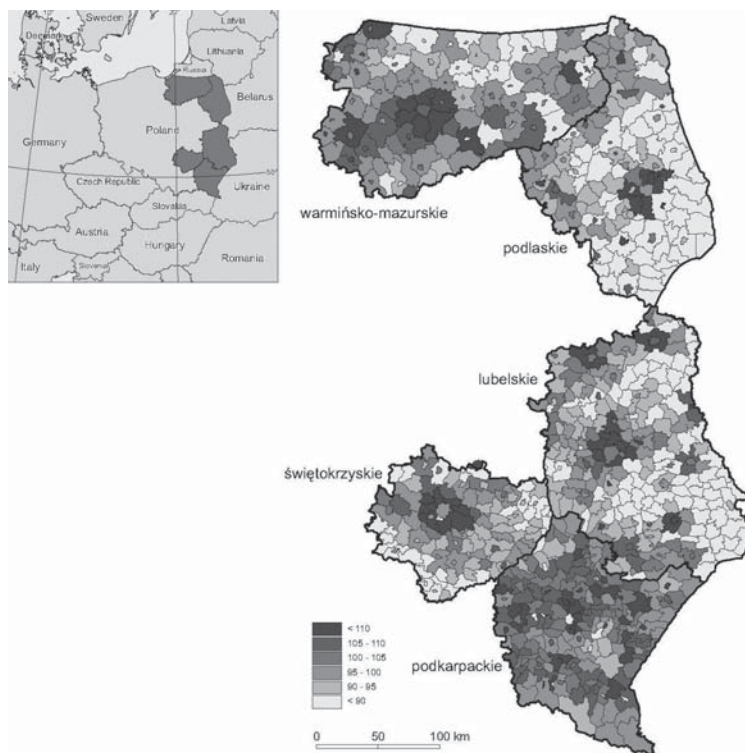 Sweden
Latvia
Denmark
Lithuania
Russia
Belarus
Germany
Poland
50°
Czech Republic
Ukraine
Slovakia
Austria
Hungary
Italy
Slovenia
Romania
warmińsko-mazurskie
podlaskie
lubelskie
świętokrzyskie
podkarpackie
< 110
105 - 110
100 - 105
95 - 100
90 - 95
< 90
0 50 100 km